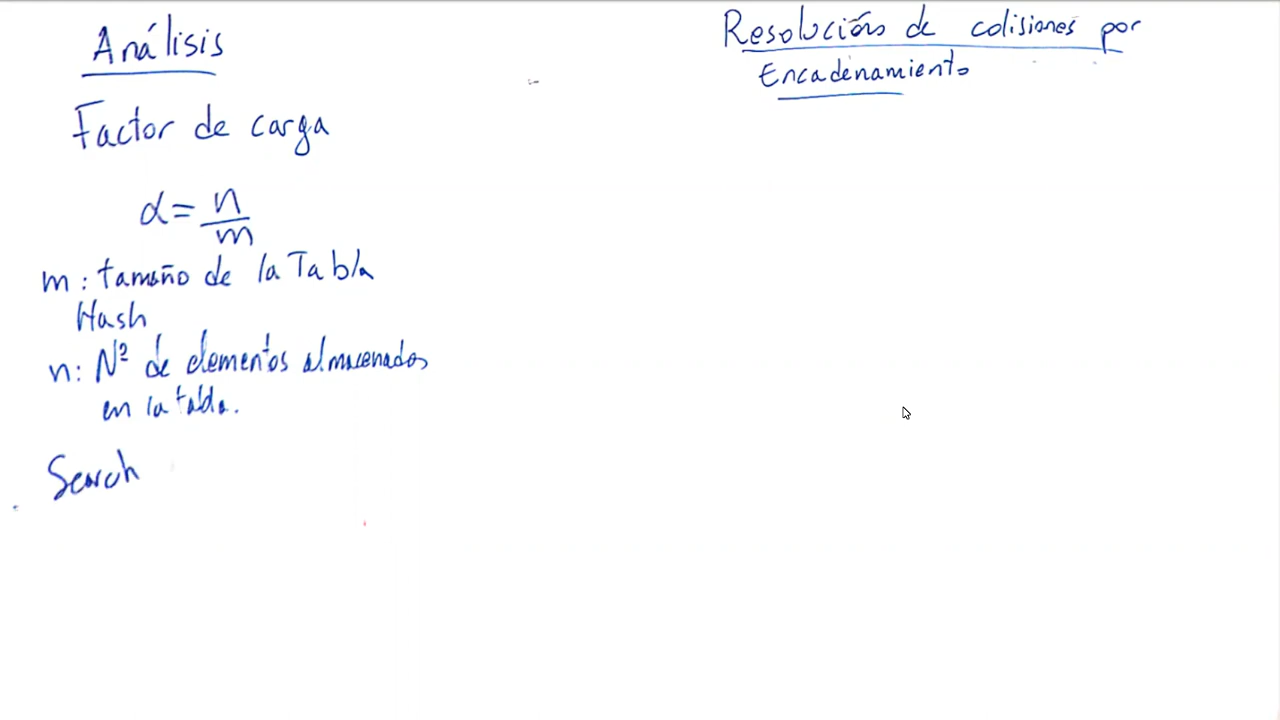 Análisis
Factor de carga
α = n/m
m : tamaño de la Tabla
Hash
n : Nº de elementos almacenados
en la tabla.
Search
Resolución de colisiones por
Encadenamiento